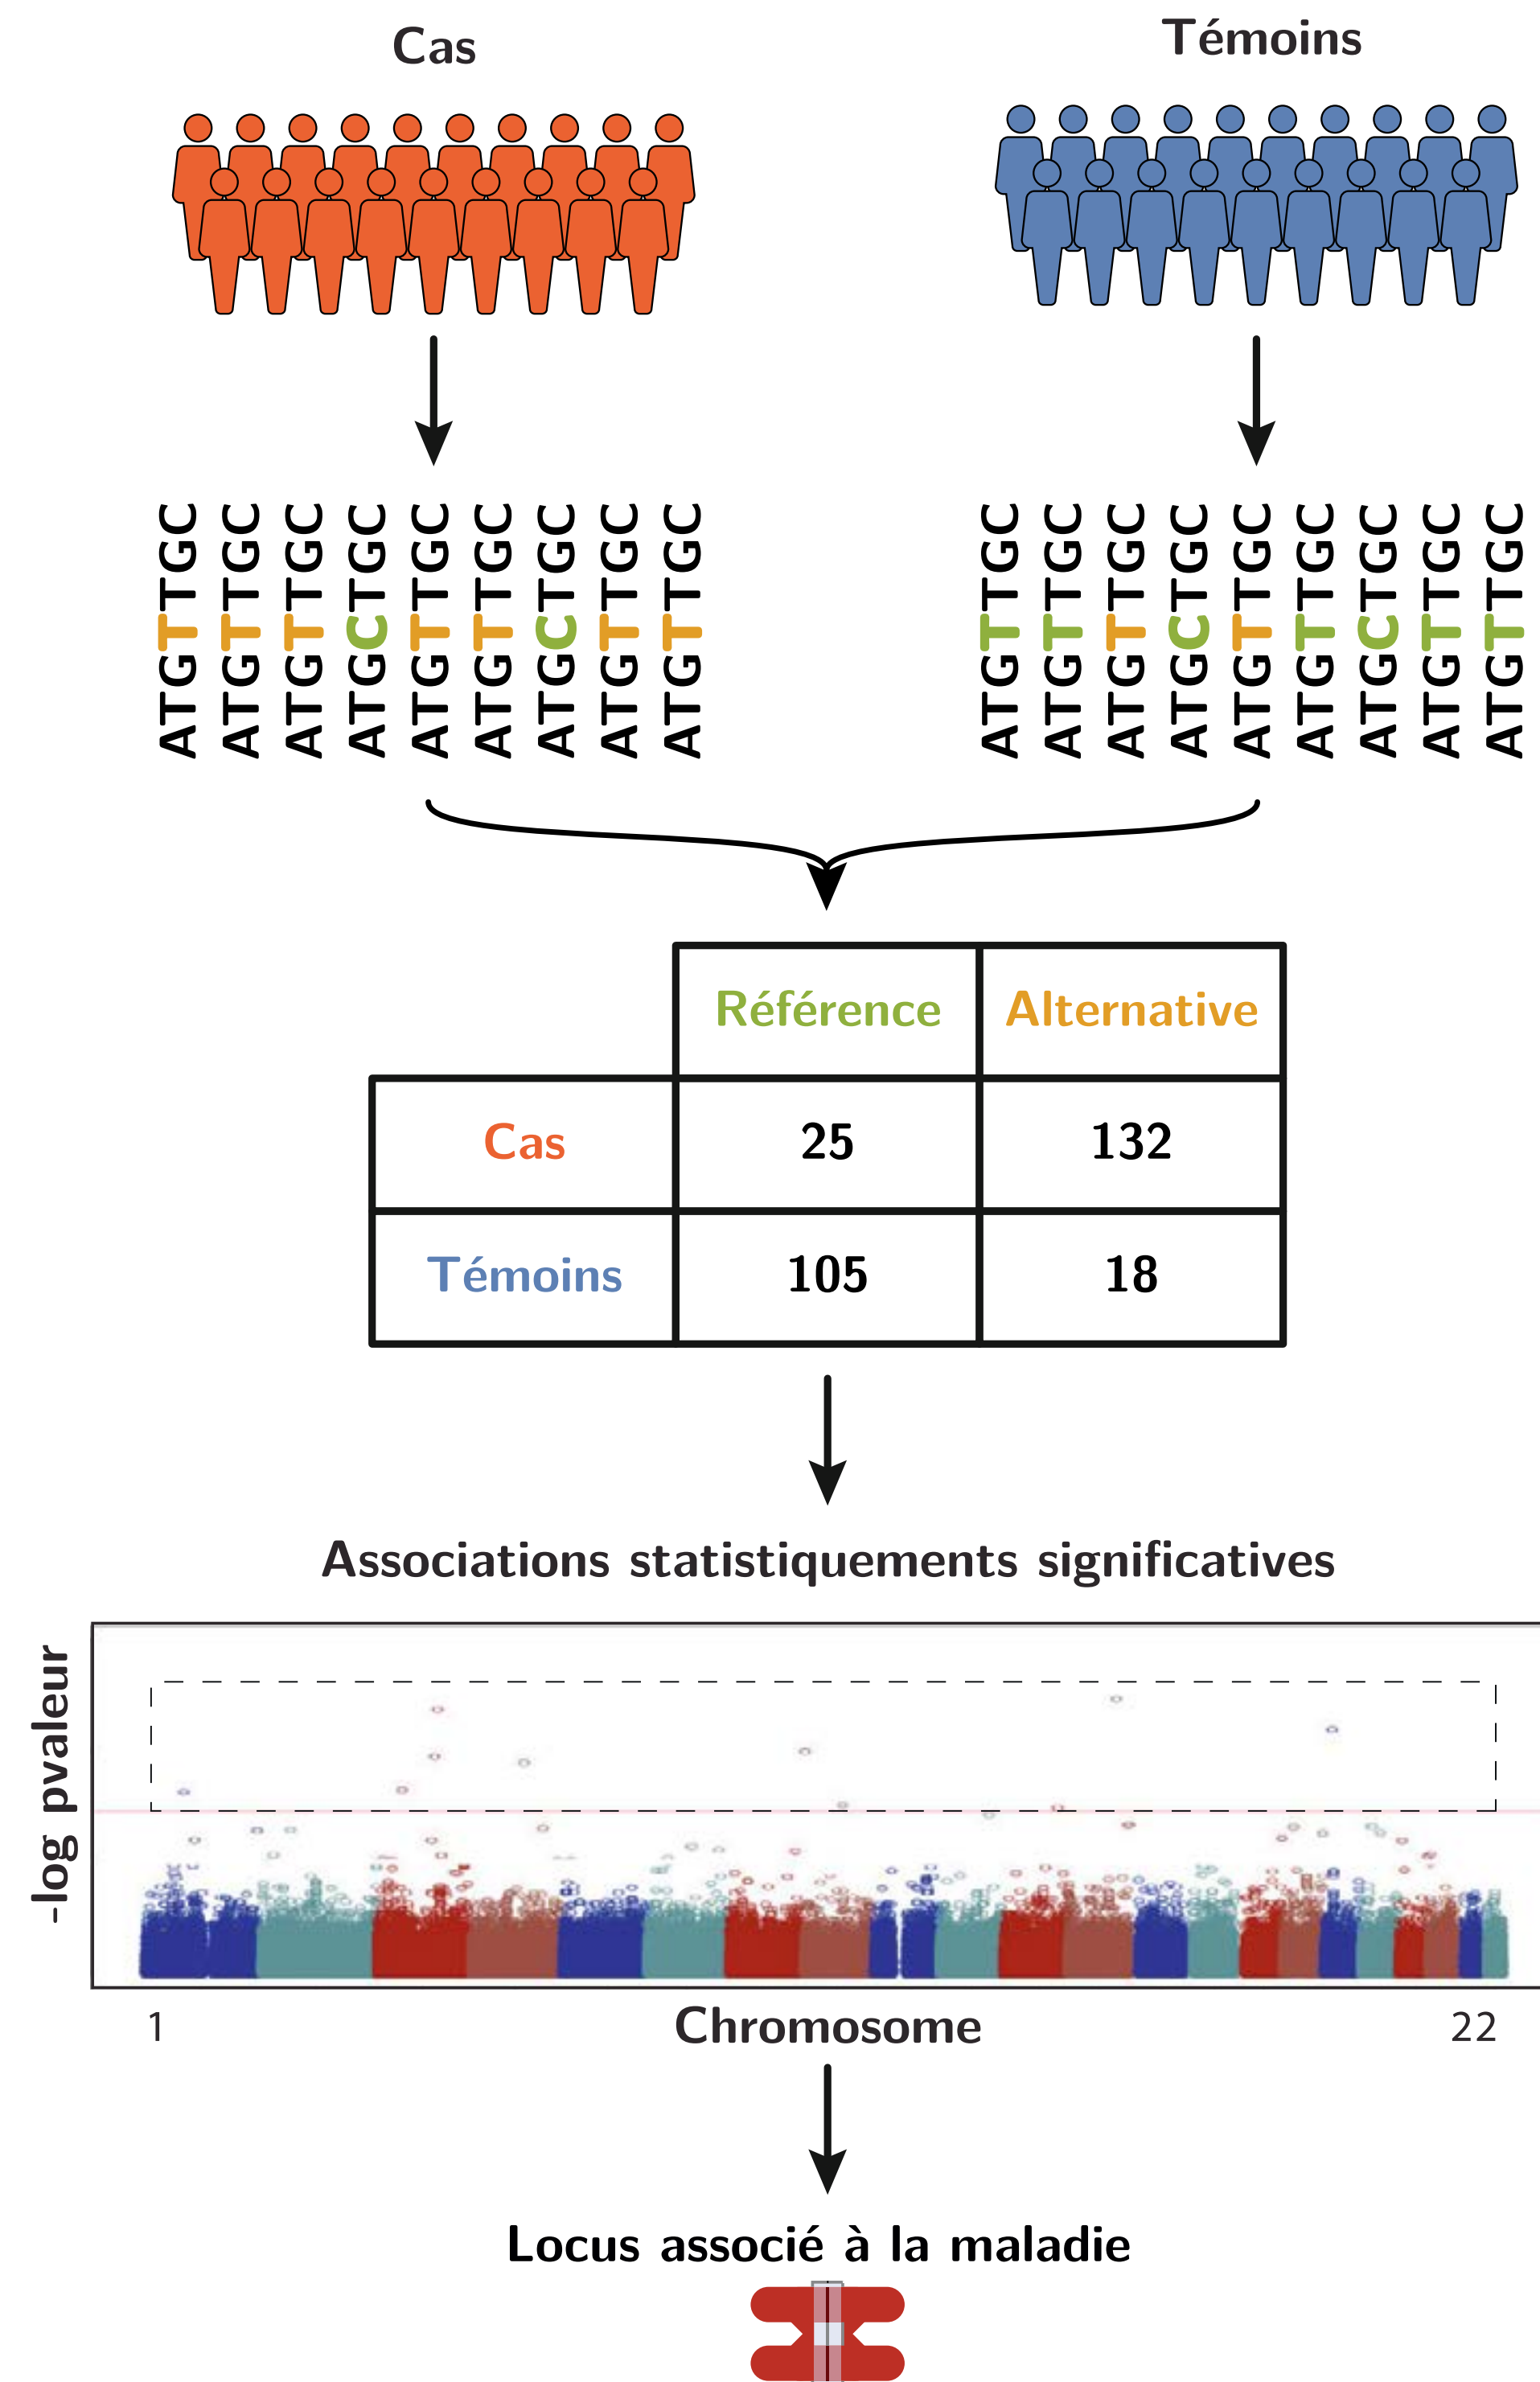 Cas
Témoins
ATGTTGC
ATGTTGC
ATGTTGC
ATGCTGC
ATGTTGC
ATGTTGC
ATGCTGC
ATGTTGC
ATGTTGC
ATGTTGC
ATGTTGC
ATGTTGC
ATGCTGC
ATGTTGC
ATGTTGC
ATGCTGC
ATGTTGC
ATGTTGC
Référence Alternative
Cas 25 132
Témoins 105 18
Associations statistiquements significatives
-log pvaleur
1 Chromosome 22
Locus associé à la maladie